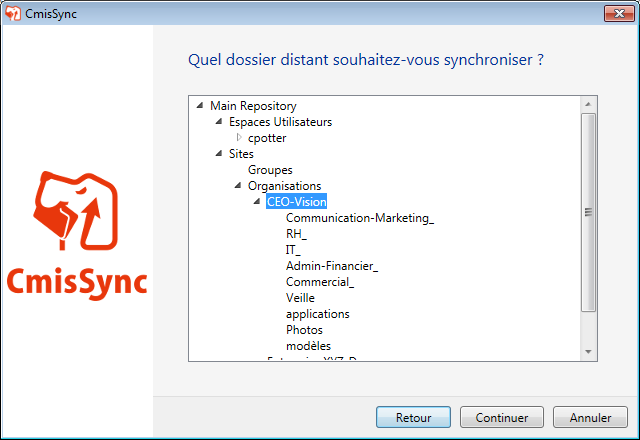 CmisSync
Quel dossier distant souhaitez-vous synchroniser ?
Main Repository
Espaces Utilisateurs
cpotter
Sites
Groupes
Organisations
CEO-Vision
Communication-Marketing_
RH_
IT_
Admin-Financier_
Commercial_
Veille
applications
Photos
modèles
CmisSync
Retour
Continuer
Annuler